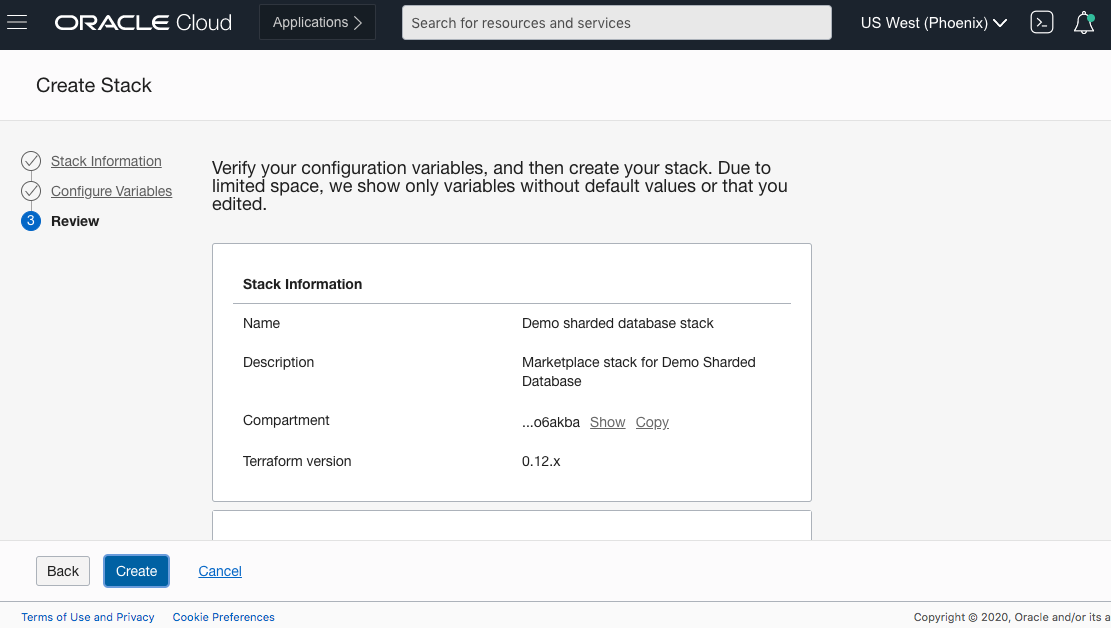 ORACLE Cloud
Applications
Search for resources and services
US West (Phoenix)
Create Stack
Stack Information
Configure Variables
3 Review
Verify your configuration variables, and then create your stack. Due to
limited space, we show only variables without default values or that you
edited.
Stack Information
Name Demo sharded database stack
Description Marketplace stack for Demo Sharded
Database
Compartment ...o6akba Show Copy
Terraform version 0.12.x
Back Create Cancel
Terms of Use and Privacy Cookie Preferences Copyright © 2020, Oracle and/or its a